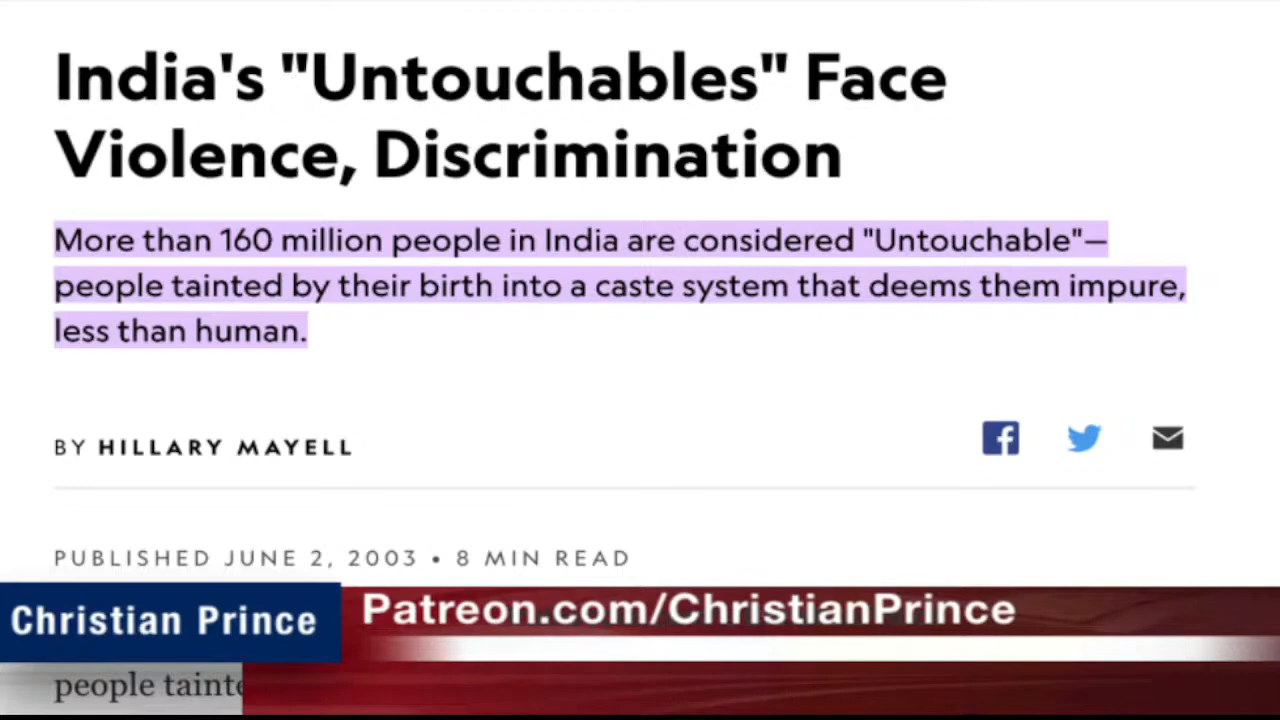 India's "Untouchables" Face
Violence, Discrimination
More than 160 million people in India are considered "Untouchable"—
people tainted by their birth into a caste system that deems them impure,
less than human.
BY HILLARY MAYELL
PUBLISHED JUNE 2, 2003 • 8 MIN READ
Christian Prince
Patreon.com/ChristianPrince
people tainte